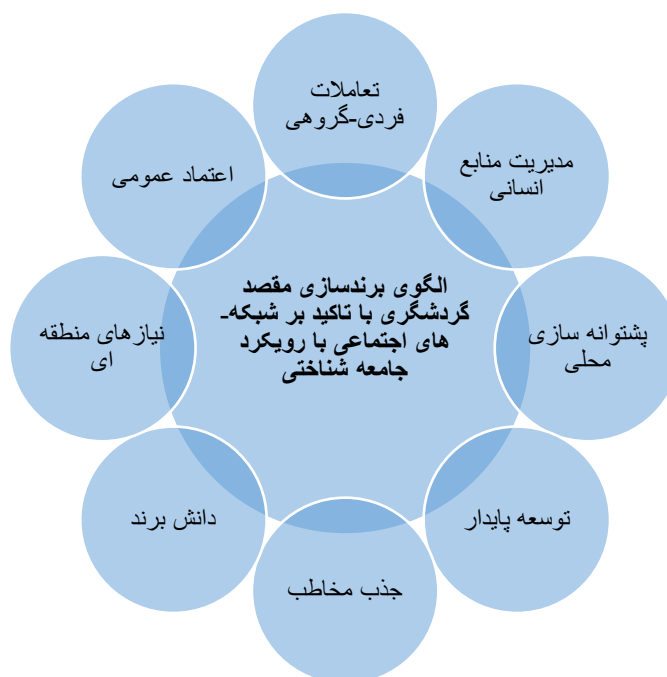 تعاملات
فردی-گروهی
مدیریت منابع
انسانی
پشتوانه سازی
محلی
توسعه پایدار
جذب مخاطب
دانش برند
نیازهای منطقه
ای
اعتماد عمومی
الگوی برندسازی مقصد
گردشگری با تاکید بر شبکه-
های اجتماعی با رویکرد
جامعه شناختی